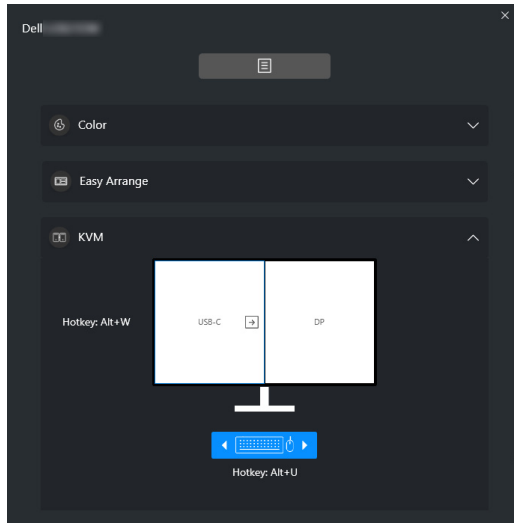 Dell
Color
Easy Arrange
KVM
Hotkey: Alt+W
USB-C
DP
Hotkey: Alt+U